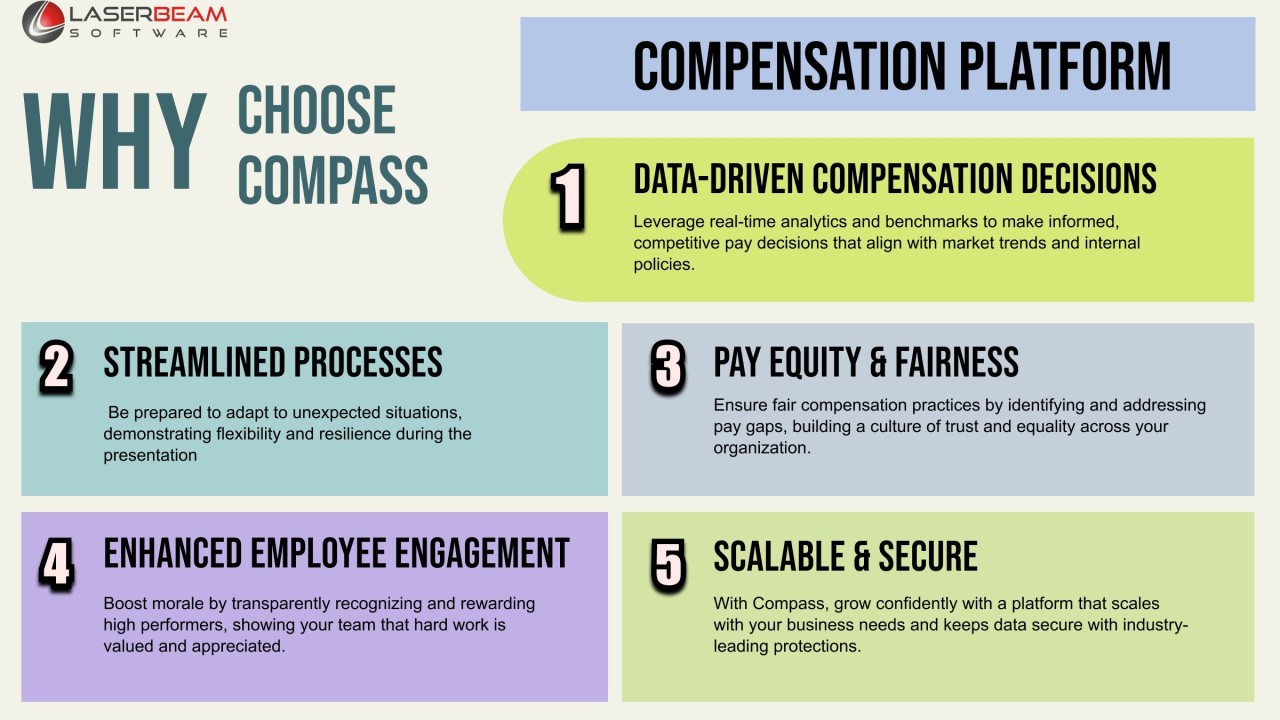 LASERBEAM
SOFTWARE
WHY
CHOOSE
COMPASS
COMPENSATION PLATFORM
1
DATA-DRIVEN COMPENSATION DECISIONS
Leverage real-time analytics and benchmarks to make informed,
competitive pay decisions that align with market trends and internal
policies.
2
STREAMLINED PROCESSES
Be prepared to adapt to unexpected situations,
demonstrating flexibility and resilience during the
presentation
3
PAY EQUITY & FAIRNESS
Ensure fair compensation practices by identifying and addressing
pay gaps, building a culture of trust and equality across your
organization.
4
ENHANCED EMPLOYEE ENGAGEMENT
Boost morale by transparently recognizing and rewarding
high performers, showing your team that hard work is
valued and appreciated.
5
SCALABLE & SECURE
With Compass, grow confidently with a platform that scales
with your business needs and keeps data secure with industry-
leading protections.